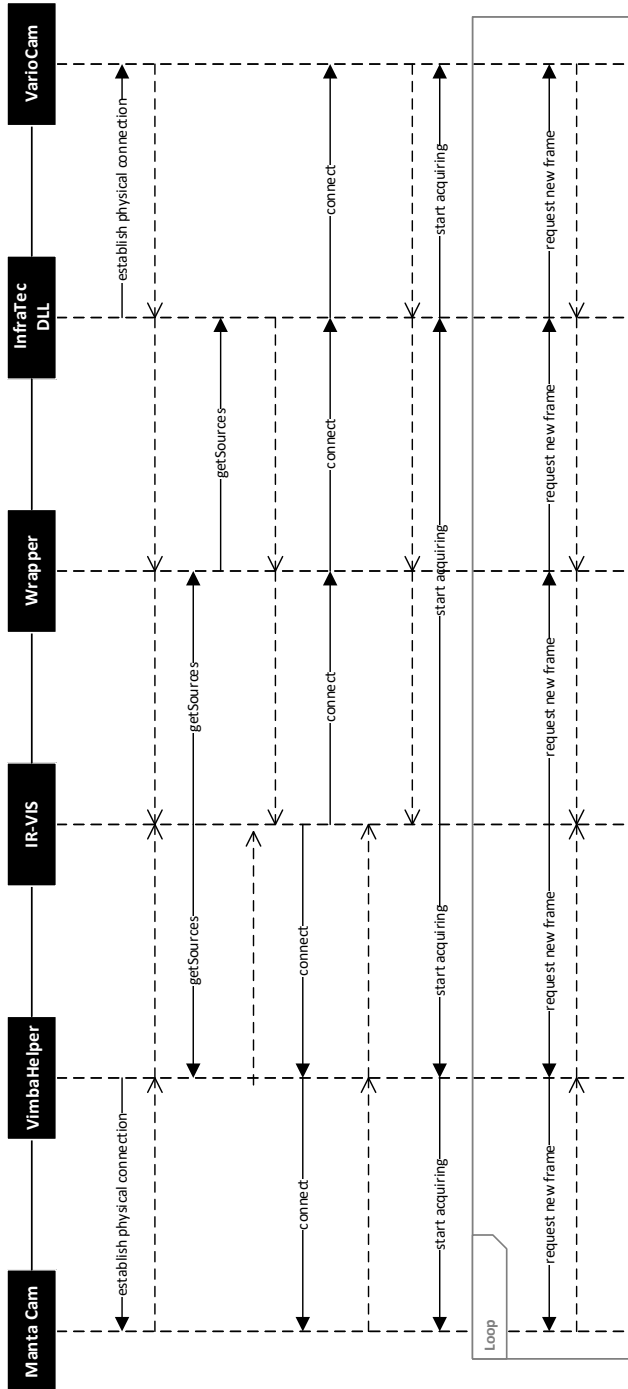 Manta Cam
VimbaHelper
IR-VIS
Wrapper
InfraTec
DLL
VarioCam
establish physical connection
establish physical connection
getSources
getSources
getSources
connect
connect
connect
connect
connect
start acquiring
start acquiring
start acquiring
start acquiring
Loop
request new frame
request new frame
request new frame
request new frame
request new frame